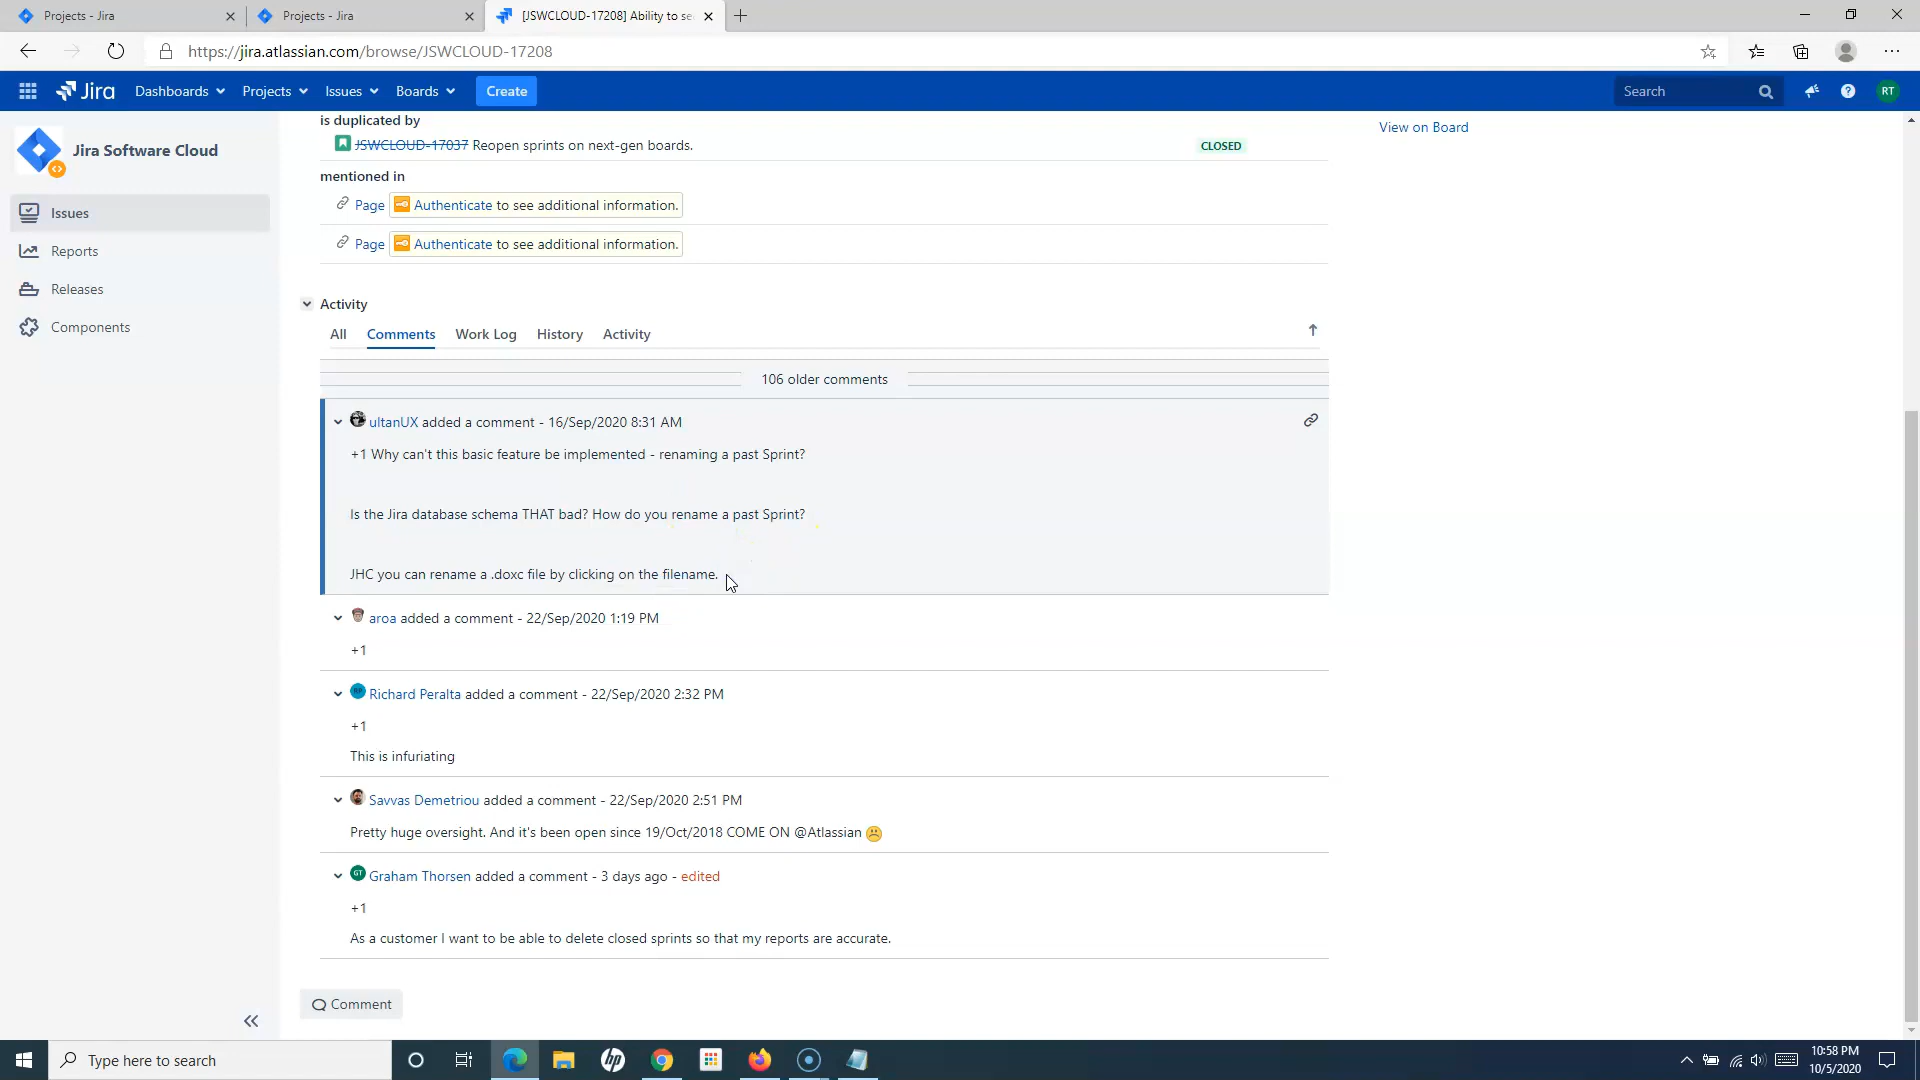 Projects - Jira
Projects - Jira
[JSWCLOUD-17208] Ability to se
https://jira.atlassian.com/browse/JSWCLOUD-17208
Jira
Dashboards
Projects
Issues
Boards
Create
Search
RT
Jira Software Cloud
Issues
Reports
Releases
Components
is duplicated by
JSWCLOUD-17037 Reopen sprints on next-gen boards.
CLOSED
View on Board
mentioned in
Page Authenticate to see additional information.
Page Authenticate to see additional information.
Activity
All
Comments
Work Log
History
Activity
106 older comments
ultanUX added a comment - 16/Sep/2020 8:31 AM
+1 Why can't this basic feature be implemented - renaming a past Sprint?
Is the Jira database schema THAT bad? How do you rename a past Sprint?
JHC you can rename a .doxc file by clicking on the filename.
aroa added a comment - 22/Sep/2020 1:19 PM
+1
RP Richard Peralta added a comment - 22/Sep/2020 2:32 PM
+1
This is infuriating
Savvas Demetriou added a comment - 22/Sep/2020 2:51 PM
Pretty huge oversight. And it's been open since 19/Oct/2018 COME ON @Atlassian
GT Graham Thorsen added a comment - 3 days ago - edited
+1
As a customer I want to be able to delete closed sprints so that my reports are accurate.
Comment
Type here to search
hp
10:58 PM
10/5/2020